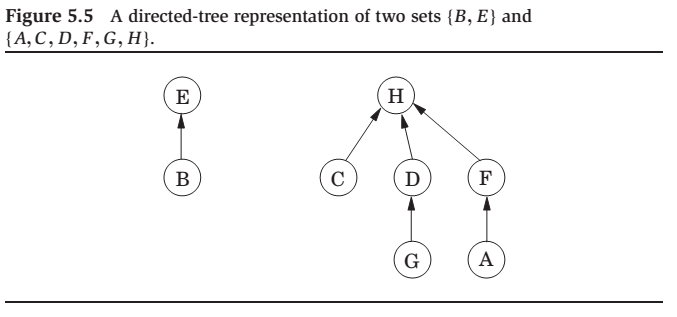 Figure 5.5 A directed-tree representation of two sets {B, E} and
{A, C, D, F, G, H}.
E
H
B
C
D
F
G
A